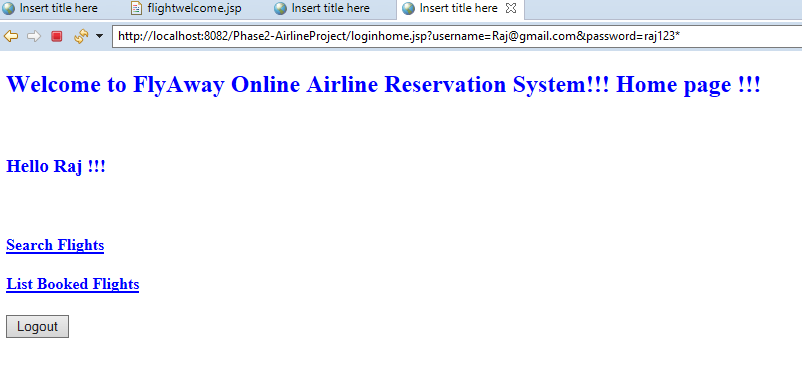 Insert title here flightwelcome.jsp Insert title here Insert title here
http://localhost:8082/Phase2-AirlineProject/loginhome.jsp?username=Raj@gmail.com&password=raj123*
Welcome to FlyAway Online Airline Reservation System!!! Home page !!!
Hello Raj !!!
Search Flights
List Booked Flights
Logout